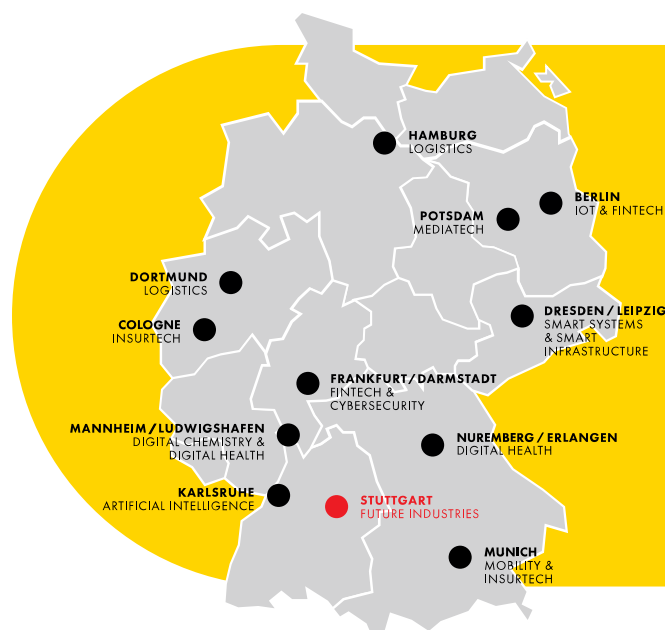 HAMBURG
LOGISTICS
BERLIN
IOT & FINTECH
POTSDAM
MEDIATECH
DORTMUND
LOGISTICS
COLOGNE
INSURTECH
DRESDEN / LEIPZIG
SMART SYSTEMS
& SMART
INFRASTRUCTURE
FRANKFURT/DARMSTADT
FINTECH &
CYBERSECURITY
MANNHEIM/LUDWIGSHAFEN
DIGITAL CHEMISTRY &
DIGITAL HEALTH
NUREMBERG / ERLANGEN
DIGITAL HEALTH
KARLSRUHE
ARTIFICIAL INTELLIGENCE
STUTTGART
FUTURE INDUSTRIES
MUNICH
MOBILITY &
INSURTECH